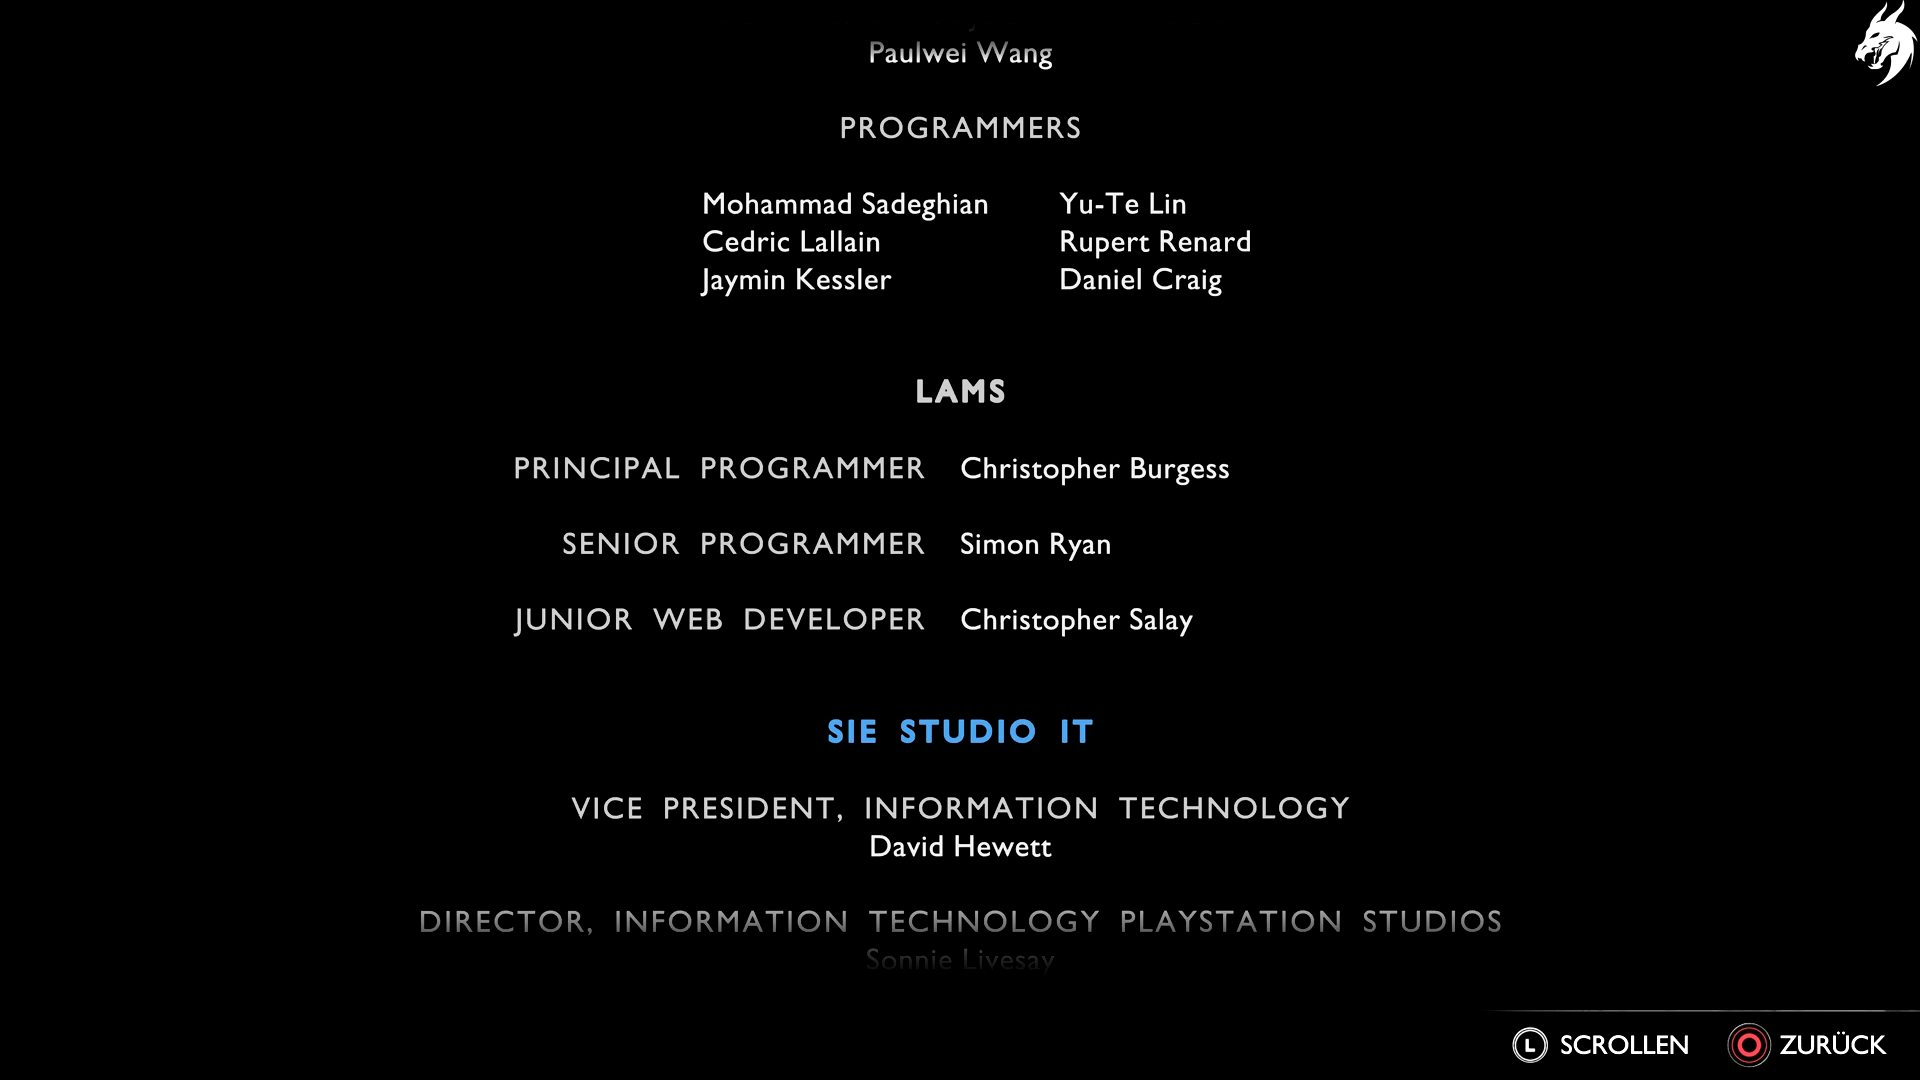 Paulwei Wang
PROGRAMMERS
Mohammad Sadeghian Yu-Te Lin
Cedric Lallain Rupert Renard
Jaymin Kessler Daniel Craig
LAMS
PRINCIPAL PROGRAMMER Christopher Burgess
SENIOR PROGRAMMER Simon Ryan
JUNIOR WEB DEVELOPER Christopher Salay
SIE STUDIO IT
VICE PRESIDENT, INFORMATION TECHNOLOGY
David Hewett
DIRECTOR, INFORMATION TECHNOLOGY PLAYSTATION STUDIOS
Sonnie Livesay
L SCROLLEN ZURÜCK